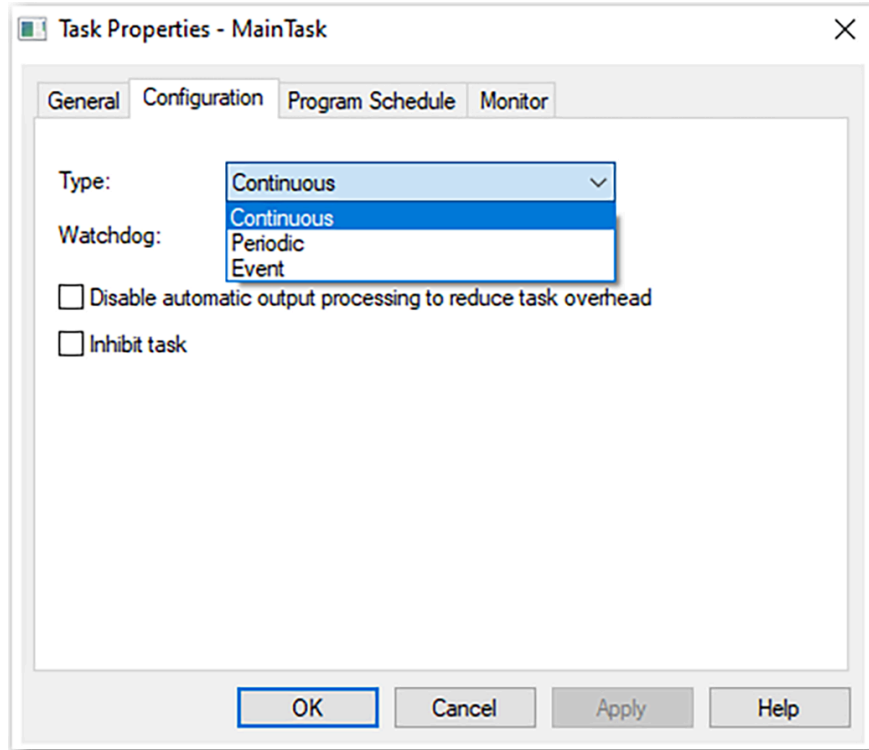 Task Properties - MainTask
General Configuration Program Schedule Monitor
Type: Continuous
Continuous
Watchdog:
Periodic
Event
Disable automatic output processing to reduce task overhead
Inhibit task
OK Cancel Apply Help